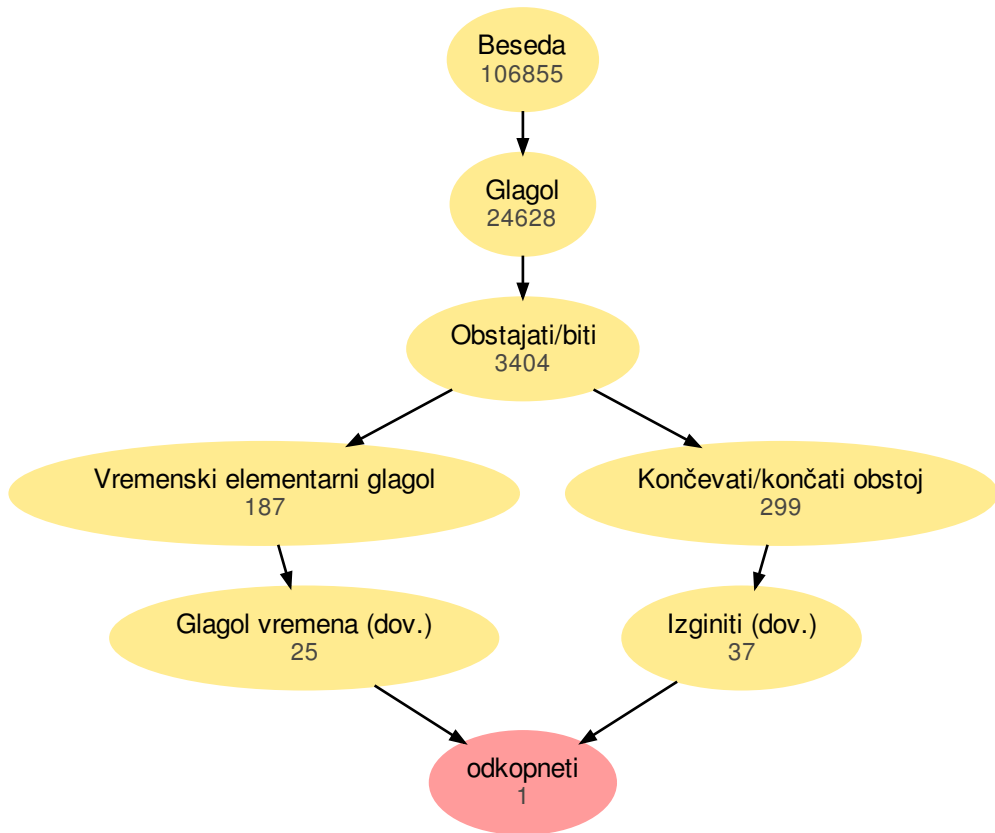 Beseda
106855
Glagol
24628
Obstajati/biti
3404
Vremenski elementarni glagol
187
Končevati/končati obstoj
299
Glagol vremena (dov.)
25
Izginiti (dov.)
37
odkopneti
1